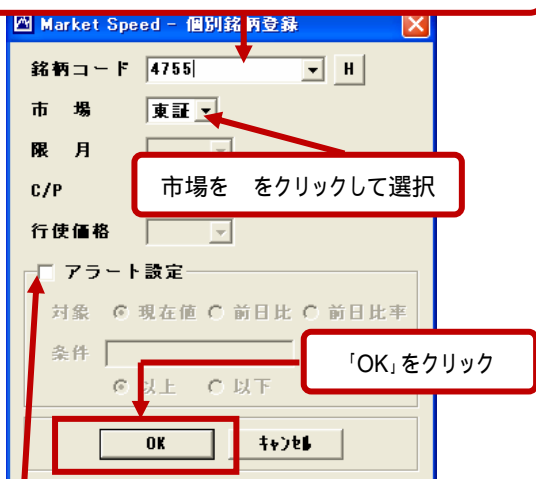 Market Speed - 個別銘柄登録
銘柄コード 4755 H
市 場 東証
限 月
市場を をクリックして選択
C/P
行使価格
アラート設定
対象 現在値 前日比 前日比率
条件
「OK」をクリック
以上 以下
OK キャンセル